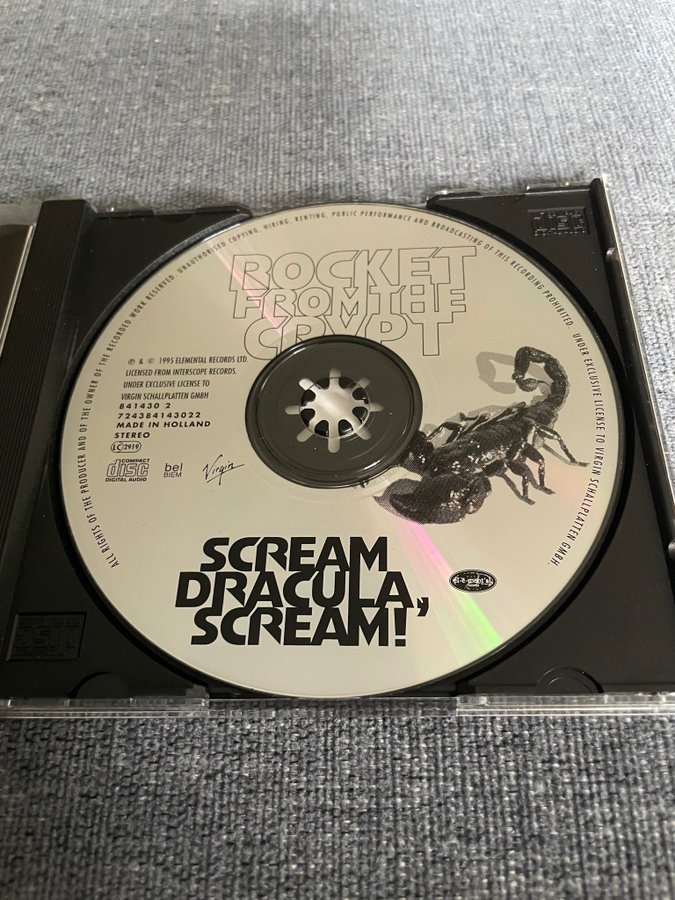 ALL RIGHTS OF THE PRODUCER AND OF THE OWNER OF THE RECORDED WORK RESERVED. UNAUTHORISED COPYING, HIRING, RENTING, PUBLIC PERFORMANCE AND BROADCASTING OF THIS RECORDING PROHIBITED. UNDER EXCLUSIVE LICENSE TO VIRGIN SCHALLPLATTEN GMBH.
ROCKET
FROM THE
CRYPT
℗ & © 1995 ELEMENTAL RECORDS LTD.
LICENSED FROM INTERSCOPE RECORDS.
UNDER EXCLUSIVE LICENSE TO
VIRGIN SCHALLPLATTEN GMBH
841430 2
724384143022
MADE IN HOLLAND
STEREO
LC 2919
COMPACT
disc
DIGITAL AUDIO
bel
BIEM
Virgin
SCREAM
DRACULA,
SCREAM!